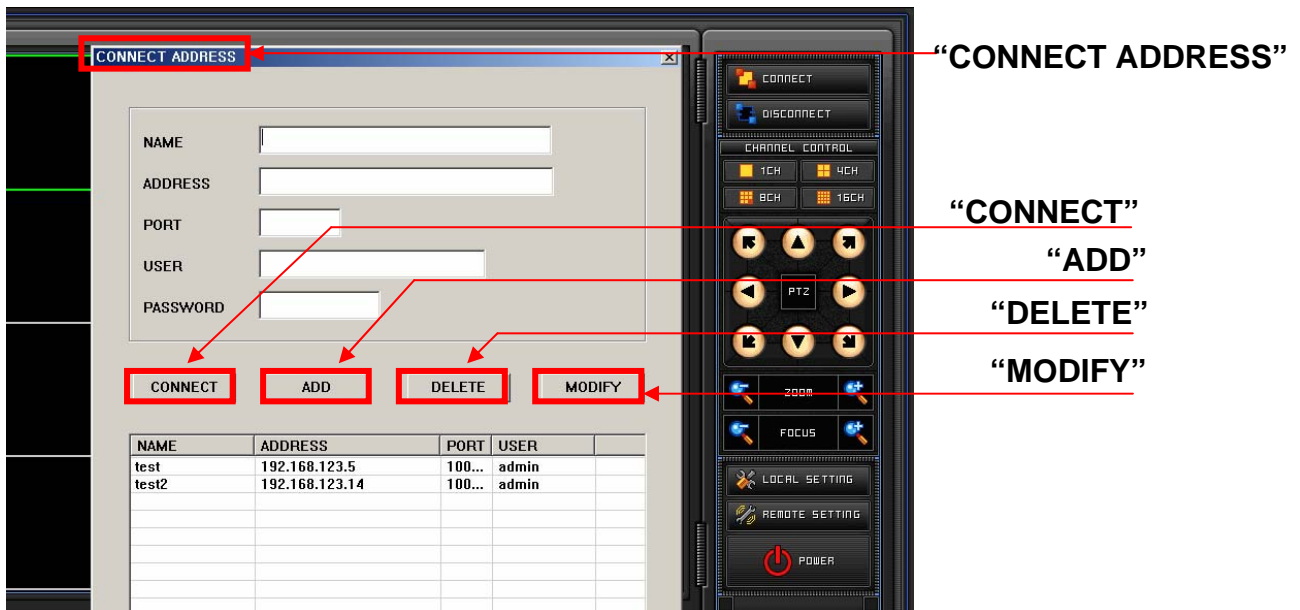 CONNECT ADDRESS
"CONNECT ADDRESS"
CONNECT
DISCONNECT
NAME
CHANNEL CONTROL
1CH 4CH
ADDRESS
8CH 16CH
PORT
"CONNECT"
USER
"ADD"
PTZ
PASSWORD
"DELETE"
CONNECT ADD DELETE MODIFY
"MODIFY"
ZOOM
FOCUS
NAME ADDRESS PORT USER
test 192.168.123.5 100... admin
test2 192.168.123.14 100... admin
LOCAL SETTING
REMOTE SETTING
POWER